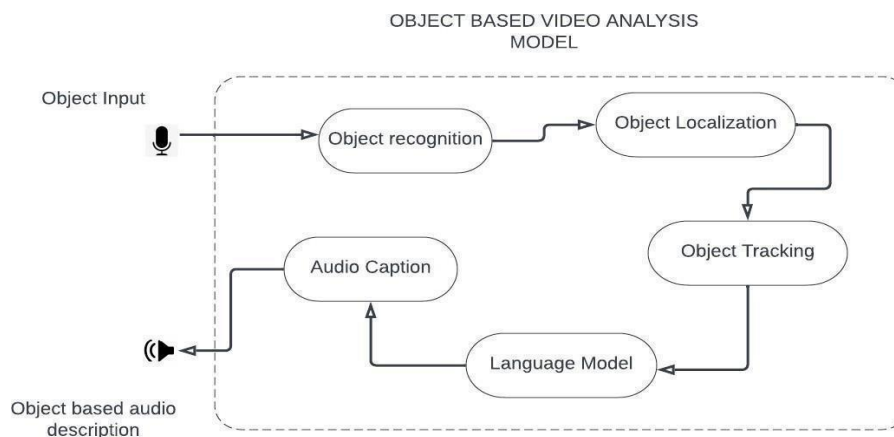 OBJECT BASED VIDEO ANALYSIS
MODEL
Object Input
Object recognition
Object Localization
Object Tracking
Audio Caption
Language Model
Object based audio
description